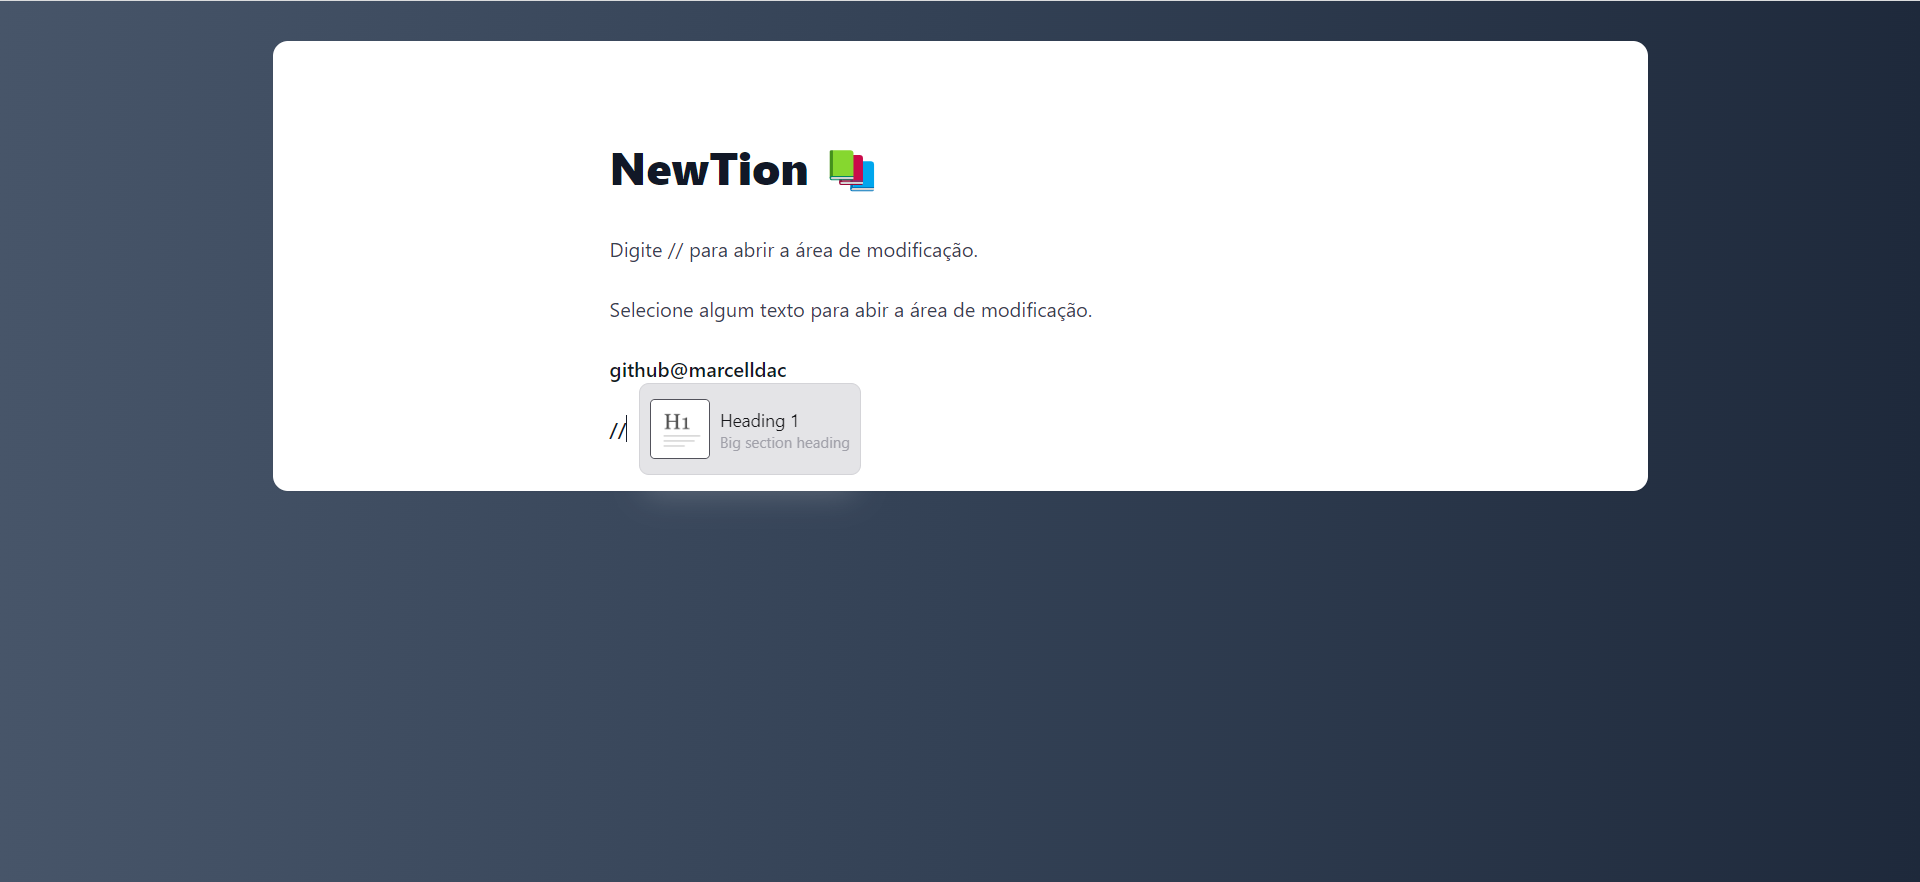 NewTion 📚
Digite // para abrir a área de modificação.
Selecione algum texto para abir a área de modificação.
github@marcelldac
//
H1
Heading 1
Big section heading